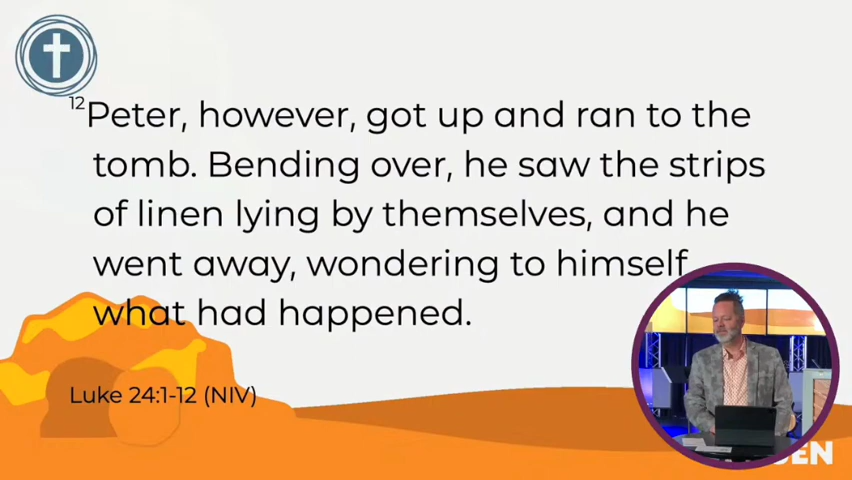 12Peter, however, got up and ran to the
tomb. Bending over, he saw the strips
of linen lying by themselves, and he
went away, wondering to himself
what had happened.
Luke 24:1-12 (NIV)